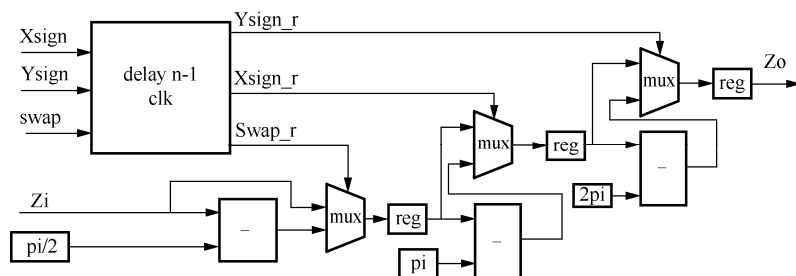 Xsign
Ysign
swap
delay n-1
clk
Ysign_r
Xsign_r
Swap_r
mux
Zo
reg
mux
reg
2pi
–
Zi
pi/2
–
mux
reg
pi
–